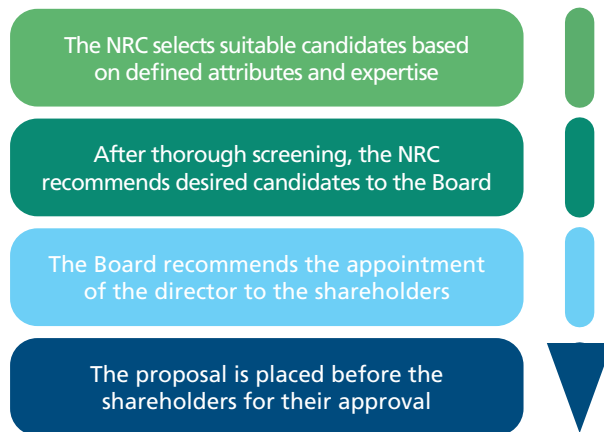 The NRC selects suitable candidates based
on defined attributes and expertise
After thorough screening, the NRC
recommends desired candidates to the Board
The Board recommends the appointment
of the director to the shareholders
The proposal is placed before the
shareholders for their approval